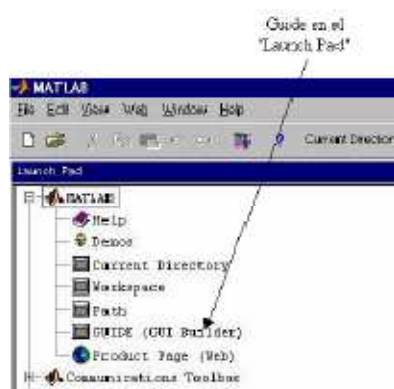 Guide en el
"Launch Pad"
MATLAB
File Edit View Web Window Help
? Current Director
Launch Pad
MATLAB
Help
Demos
Current Directory
Workspace
Path
GUIDE (GUI Builder)
Product Page (Web)
Communications Toolbox